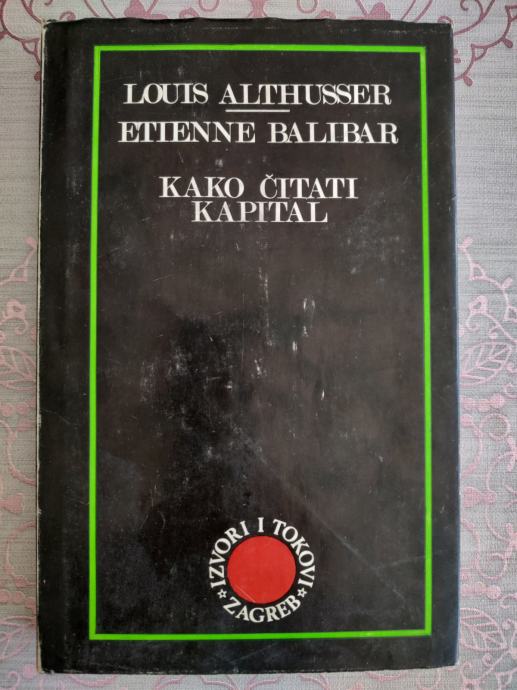 LOUIS ALTHUSSER
ETIENNE BALIBAR
KAKO ČITATI
KAPITAL
IZVORI I TOKOVI
ZAGREB